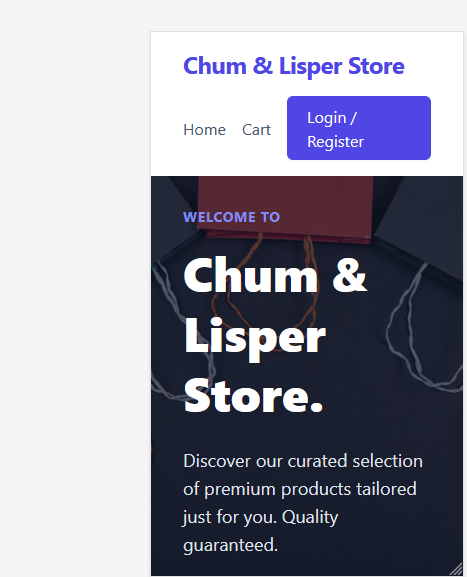 Chum & Lisper Store
Home Cart Login /
Register
WELCOME TO
Chum &
Lisper
Store.
Discover our curated selection
of premium products tailored
just for you. Quality
guaranteed.